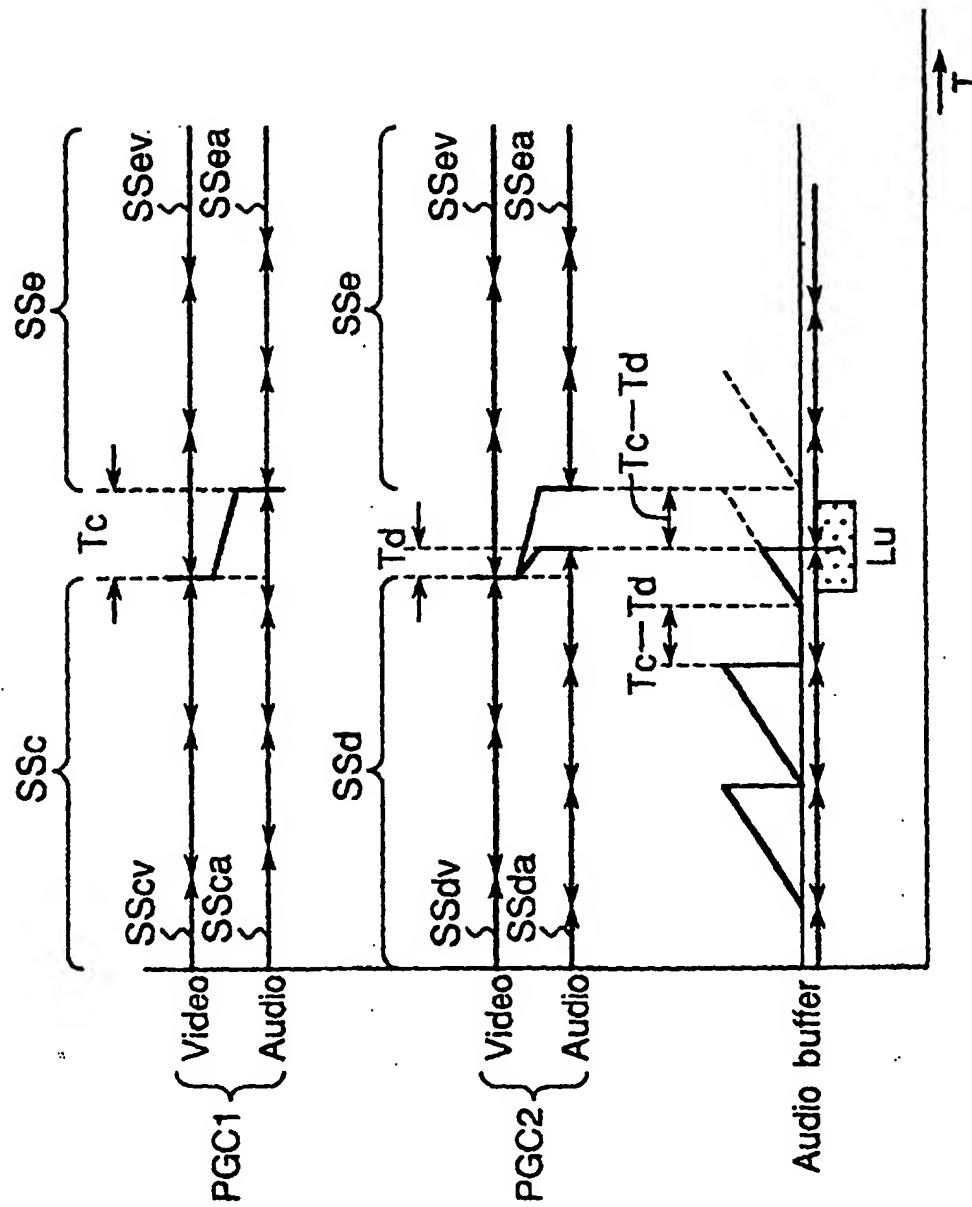 SSc
Tc
SSe
SScv
SSev
Video
SSca
SSea
Audio
PGC1
SSd
Td
SSe
SSdv
SSev
Video
SSda
SSea
Audio
PGC2
Tc—Td
Tc—Td
Audio buffer
Lu
T